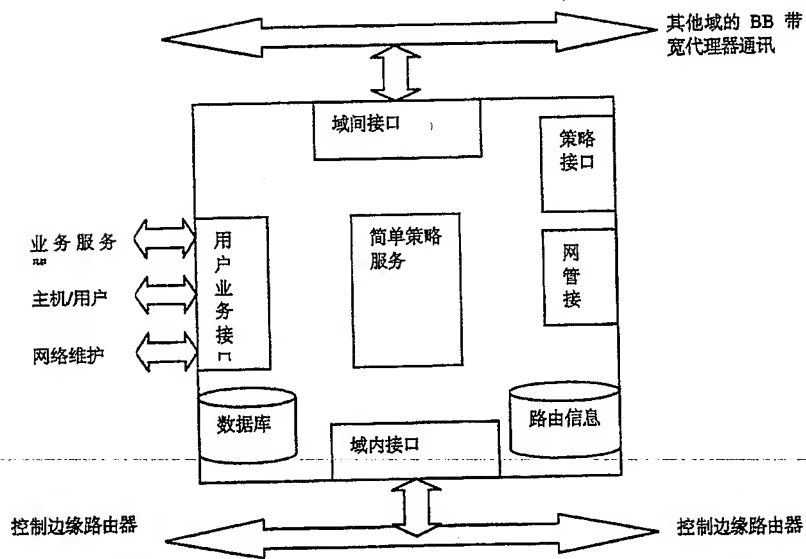 其他域的 BB 带
宽代理器通讯
域间接口
策略
接口
业务服务
用
户
业
务
接
简单策略
服务
网
管
接
主机/用户
网络维护
数据库
路由信息
域内接口
控制边缘路由器
控制边缘路由器